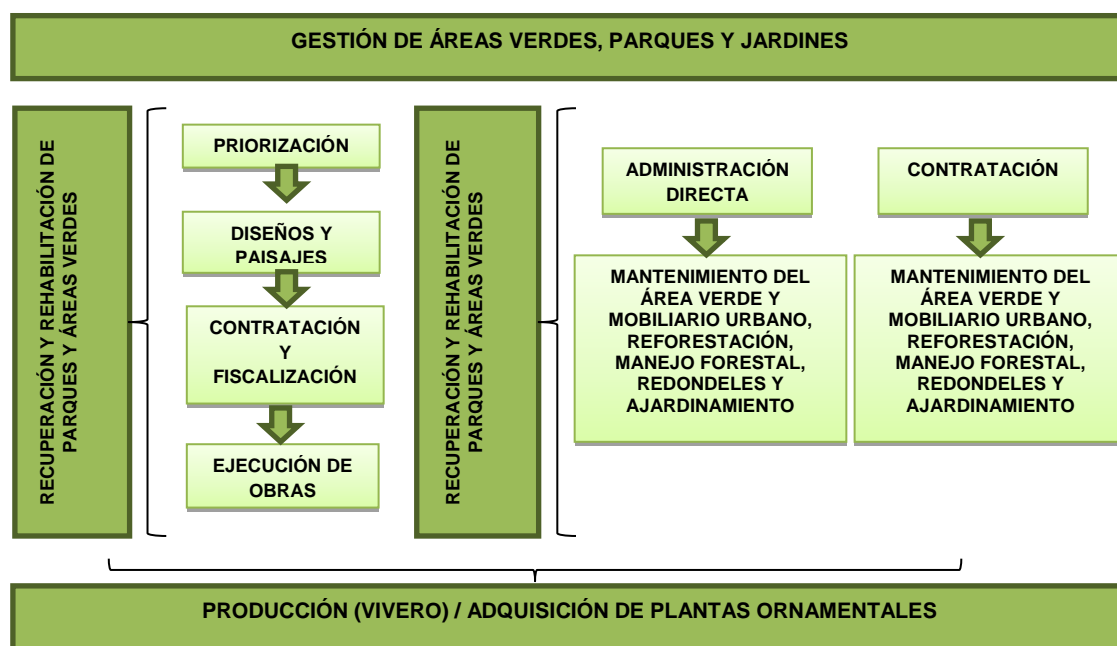 GESTIÓN DE ÁREAS VERDES, PARQUES Y JARDINES
RECUPERACIÓN Y REHABILITACIÓN DE
PARQUES Y ÁREAS VERDES
PRIORIZACIÓN
DISEÑOS Y
PAISAJES
CONTRATACIÓN
Y
FISCALIZACIÓN
EJECUCIÓN DE
OBRAS
RECUPERACIÓN Y REHABILITACIÓN DE
PARQUES Y ÁREAS VERDES
ADMINISTRACIÓN
DIRECTA
MANTENIMIENTO DEL
ÁREA VERDE Y
MOBILIARIO URBANO,
REFORESTACIÓN,
MANEJO FORESTAL,
REDONDELES Y
AJARDINAMIENTO
CONTRATACIÓN
MANTENIMIENTO DEL
ÁREA VERDE Y
MOBILIARIO URBANO,
REFORESTACIÓN,
MANEJO FORESTAL,
REDONDELES Y
AJARDINAMIENTO
PRODUCCIÓN (VIVERO) / ADQUISICIÓN DE PLANTAS ORNAMENTALES